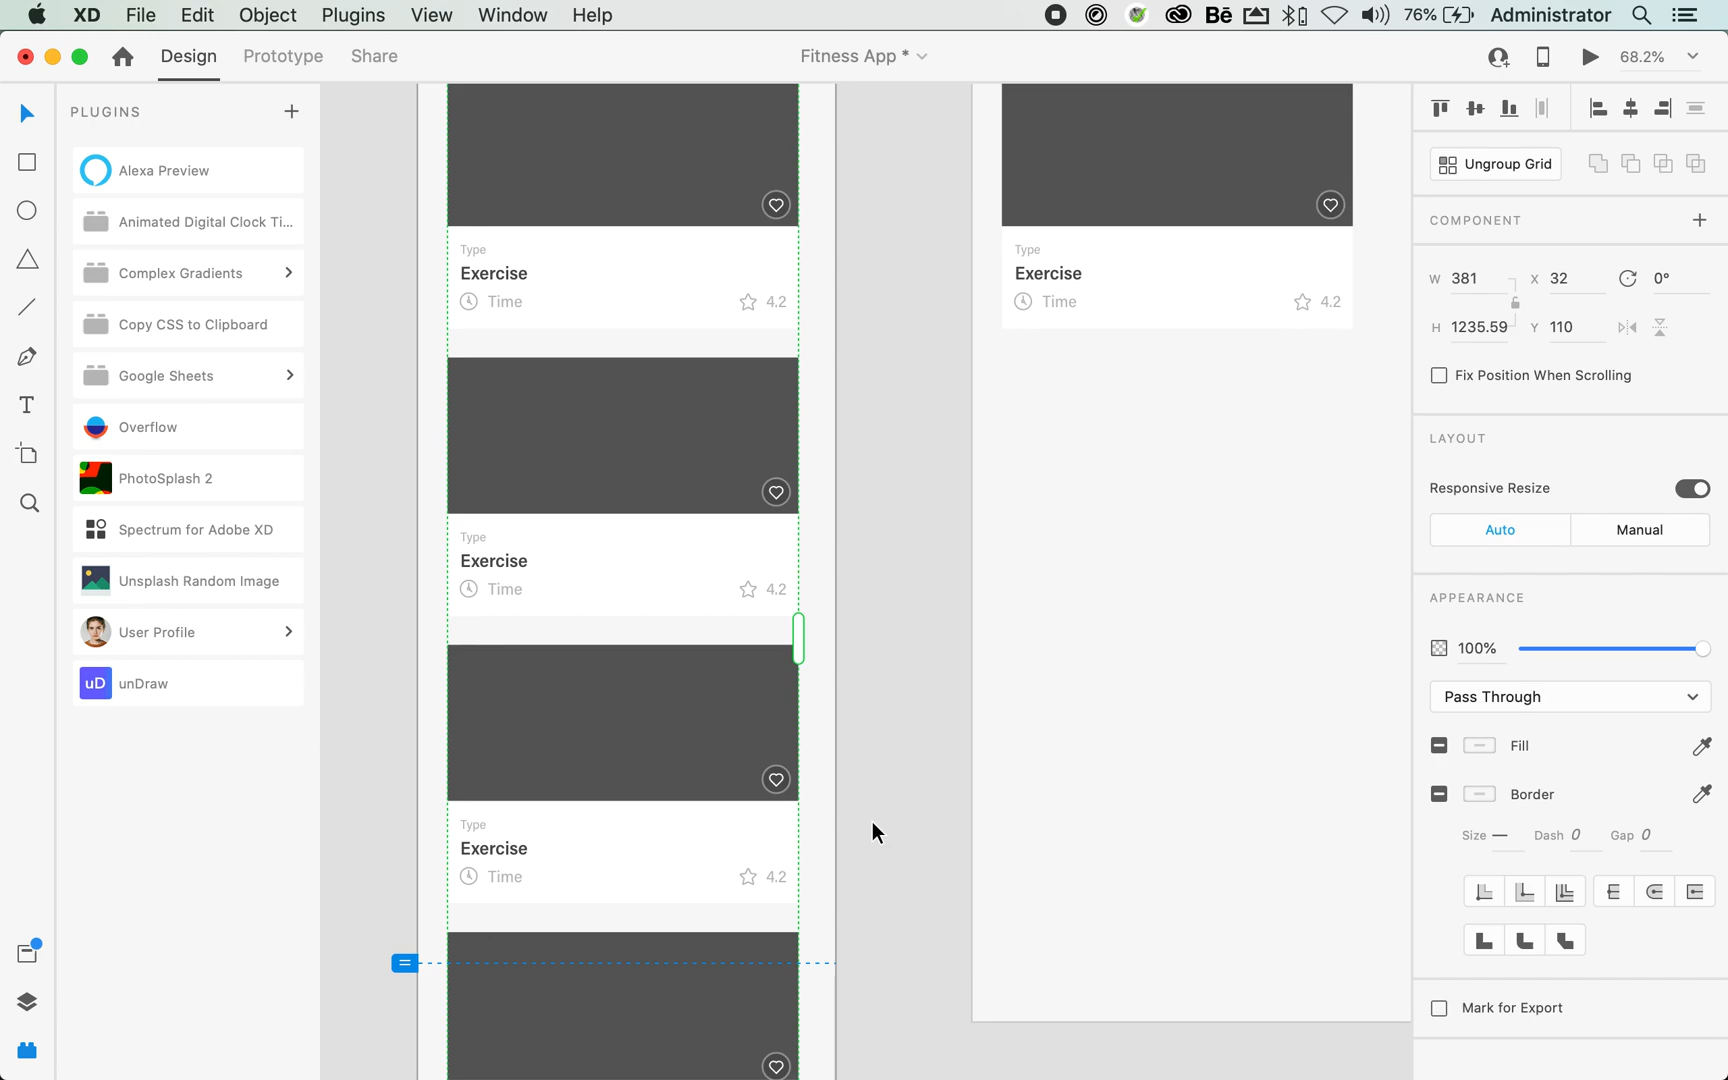 XD File Edit Object Plugins View Window Help Bē 76% Administrator
Design Prototype Share Fitness App * 68.2%
PLUGINS
Alexa Preview
Animated Digital Clock Ti...
Complex Gradients
Copy CSS to Clipboard
Google Sheets
Overflow
PhotoSplash 2
Spectrum for Adobe XD
Unsplash Random Image
User Profile
uD unDraw
T
Type
Exercise
Time 4.2
Type
Exercise
Time 4.2
Type
Exercise
Time 4.2
Type
Exercise
Time 4.2
Ungroup Grid
COMPONENT
W 381 X 32 0°
H 1235.59 Y 110
Fix Position When Scrolling
LAYOUT
Responsive Resize
Auto Manual
APPEARANCE
100%
Pass Through
Fill
Border
Size Dash 0 Gap 0
Mark for Export